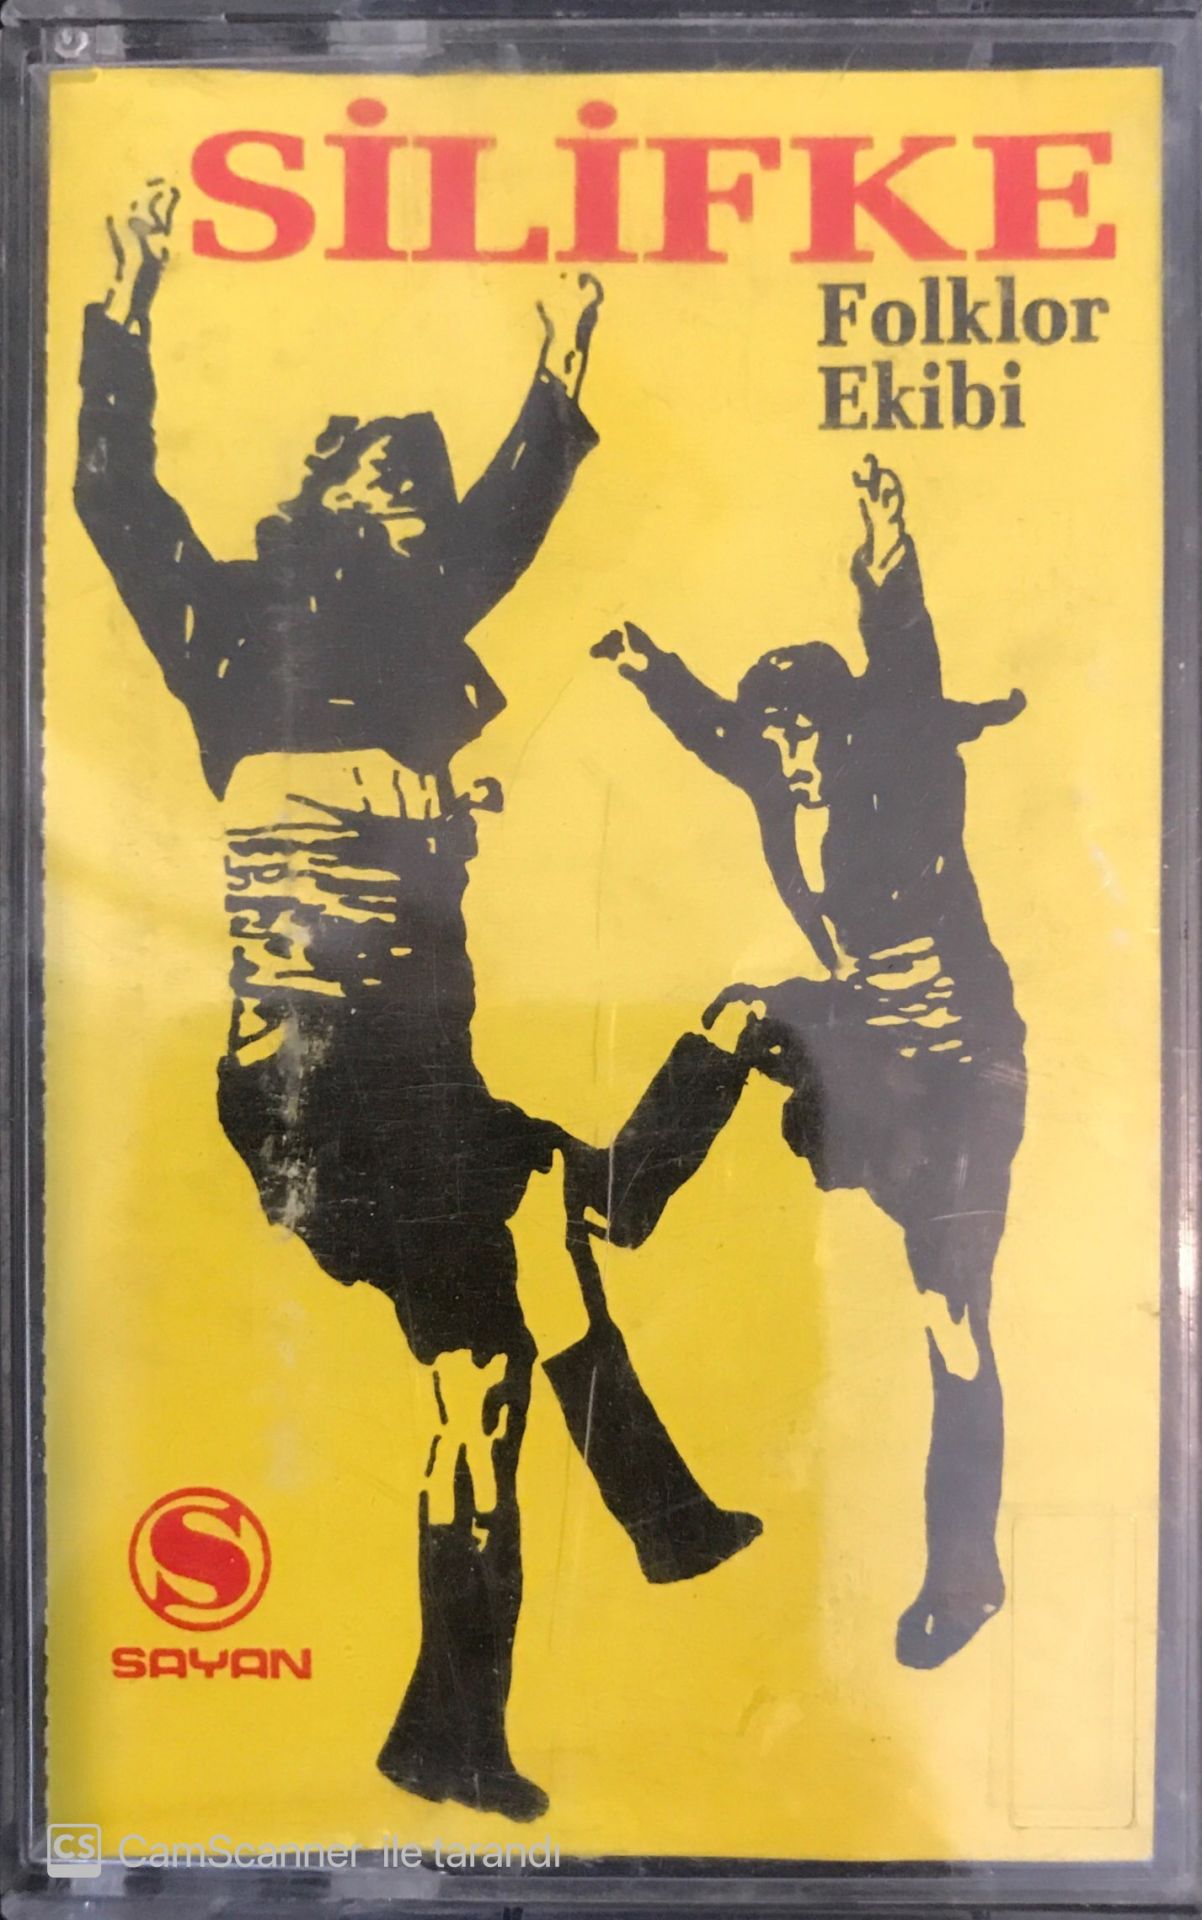 SİLİFKE
Folklor
Ekibi
S
SAYAN
CS CamScanner ile tarandı